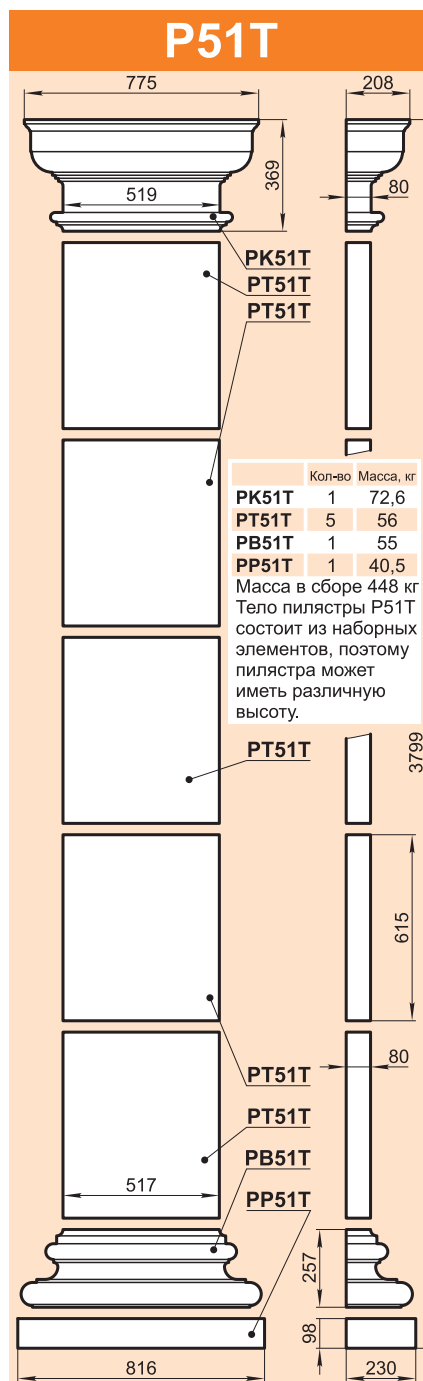 P51T
775
208
369
519
80
PK51T
PT51T
PT51T
Кол-во Масса, кг
PK51T 1 72,6
PT51T 5 56
PB51T 1 55
PP51T 1 40,5
Масса в сборе 448 кг
Тело пилястры P51T
состоит из наборных
элементов, поэтому
пилястра может
иметь различную
высоту.
PT51T
3799
615
PT51T
80
PT51T
PB51T
517
PP51T
257
98
816
230